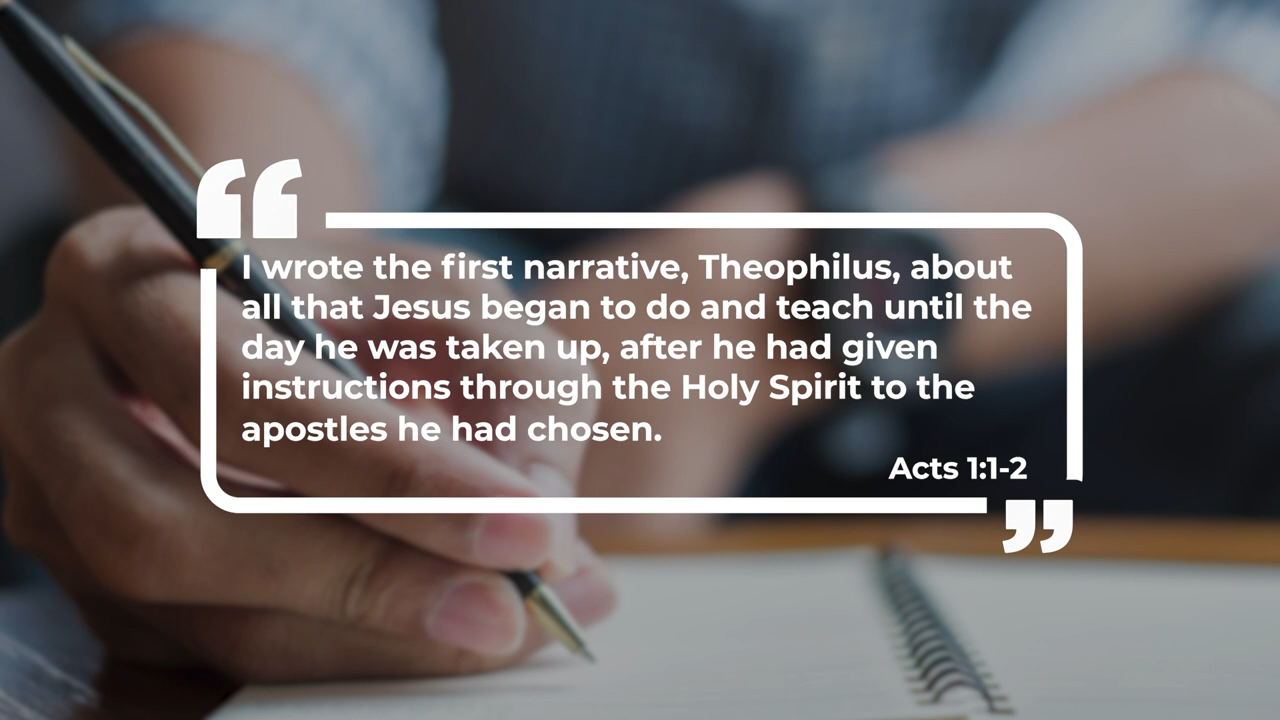 “
I wrote the first narrative, Theophilus, about
all that Jesus began to do and teach until the
day he was taken up, after he had given
instructions through the Holy Spirit to the
apostles he had chosen.
Acts 1:1-2
”